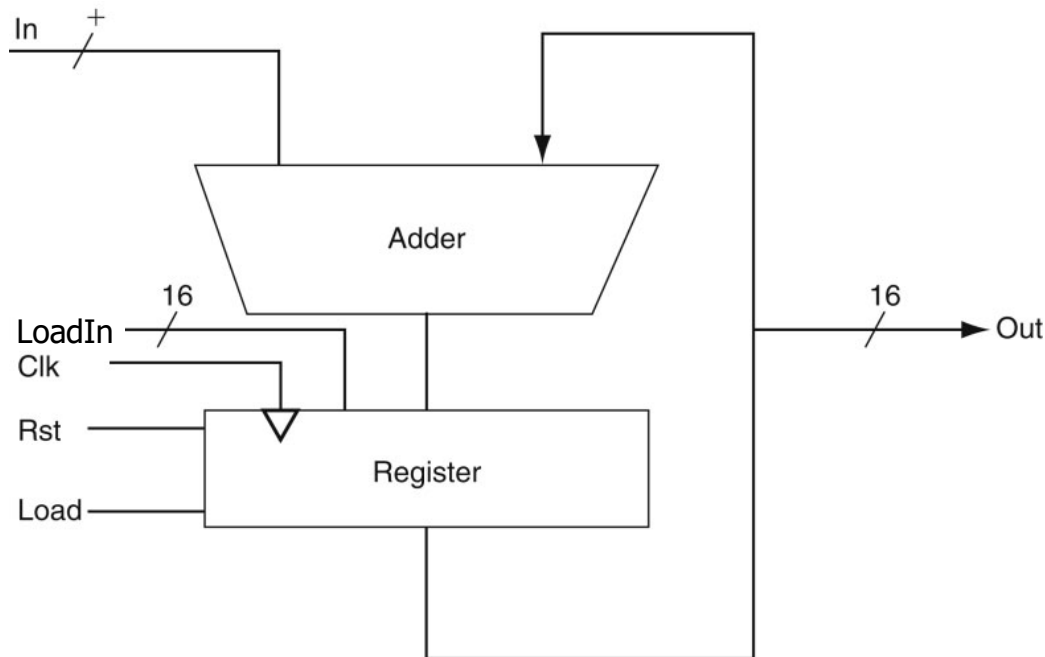 In
+
Adder
16
LoadIn
16
Out
Clk
Rst
Register
Load